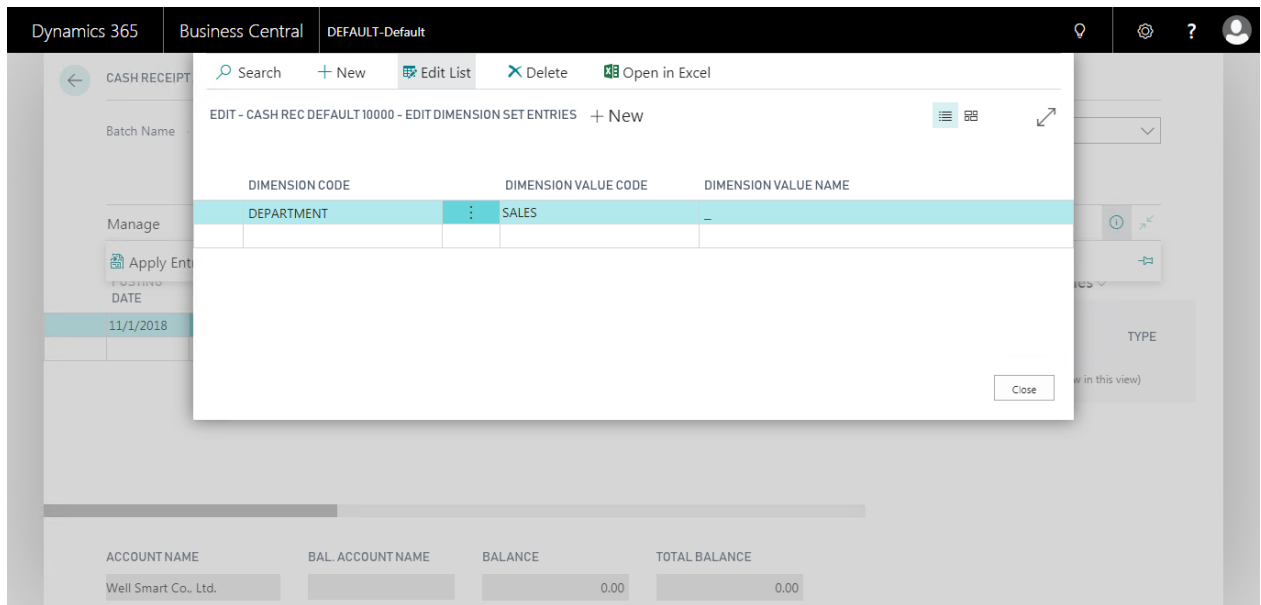 Dynamics 365 Business Central DEFAULT-Default ?
CASH RECEIPT
Search New Edit List Delete Open in Excel
EDIT - CASH REC DEFAULT 10000 - EDIT DIMENSION SET ENTRIES + New
Batch Name
DIMENSION CODE DIMENSION VALUE CODE DIMENSION VALUE NAME
DEPARTMENT SALES _
Manage
Apply
POSTING
DATE
11/1/2018
TYPE
in this view)
Close
ACCOUNT NAME BAL. ACCOUNT NAME BALANCE TOTAL BALANCE
Well Smart Co., Ltd. 0.00 0.00